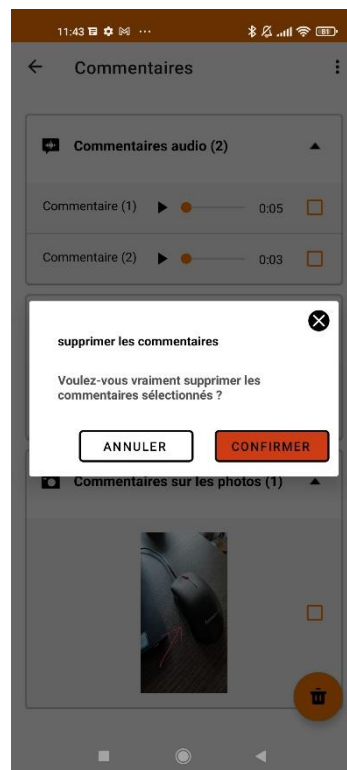 11:43
81
Commentaires
Commentaires audio (2)
Commentaire (1) 0:05
Commentaire (2) 0:03
supprimer les commentaires
Voulez-vous vraiment supprimer les
commentaires sélectionnés ?
ANNULER CONFIRMER
Commentaires sur les photos (1)